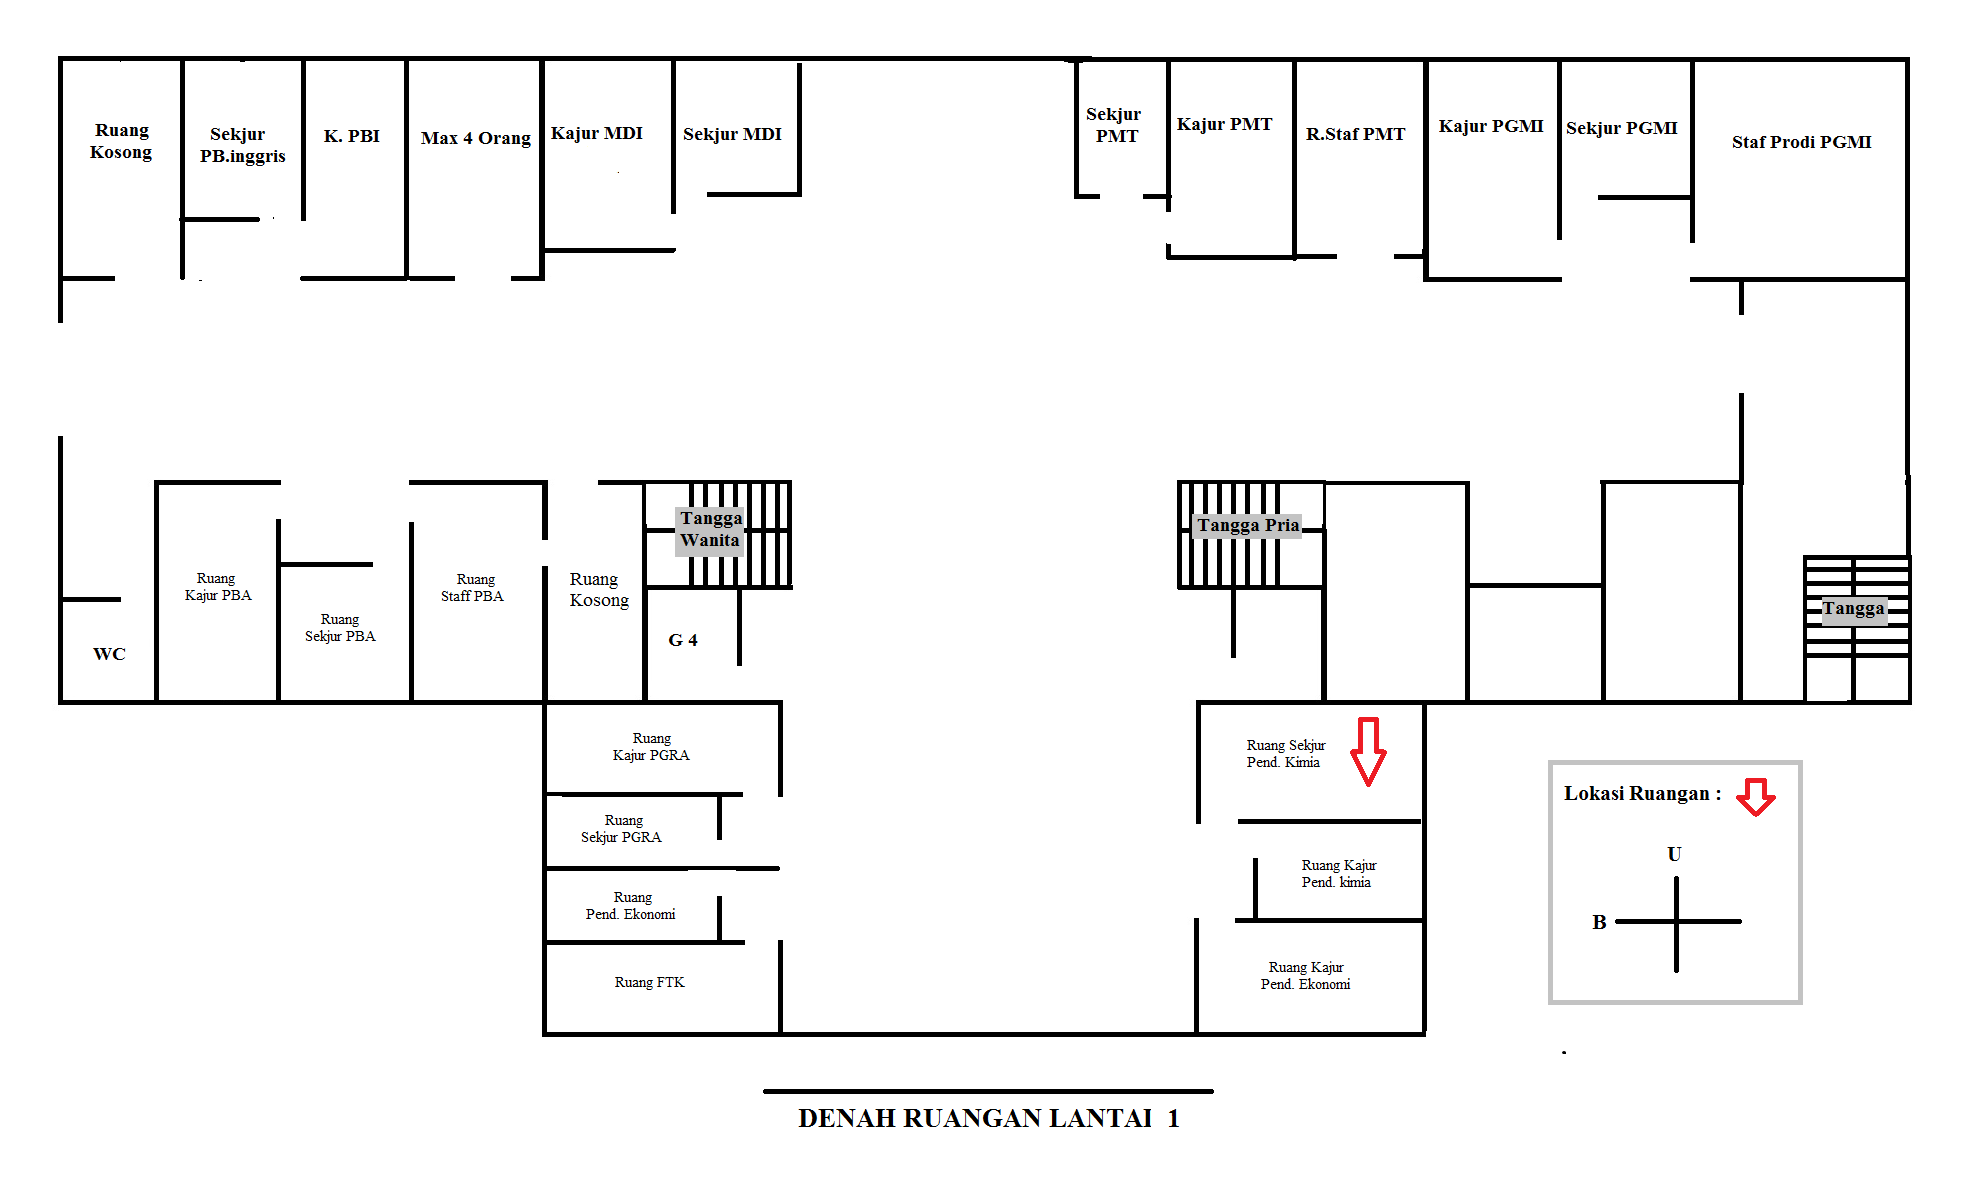 Ruang
Kosong
Sekjur
PB.inggris
K. PBI
Max 4 Orang
Kajur MDI
Sekjur MDI
Sekjur
PMT
Kajur PMT
R.Staf PMT
Kajur PGMI
Sekjur PGMI
Staf Prodi PGMI
WC
Ruang
Kajur PBA
Ruang
Sekjur PBA
Ruang
Staff PBA
Ruang
Kosong
Tangga
Wanita
G 4
Tangga Pria
Tangga
Ruang
Kajur PGRA
Ruang
Sekjur PGRA
Ruang
Pend. Ekonomi
Ruang FTK
Ruang Sekjur
Pend. Kimia
Ruang Kajur
Pend. kimia
Ruang Kajur
Pend. Ekonomi
Lokasi Ruangan :
U
B
DENAH RUANGAN LANTAI 1